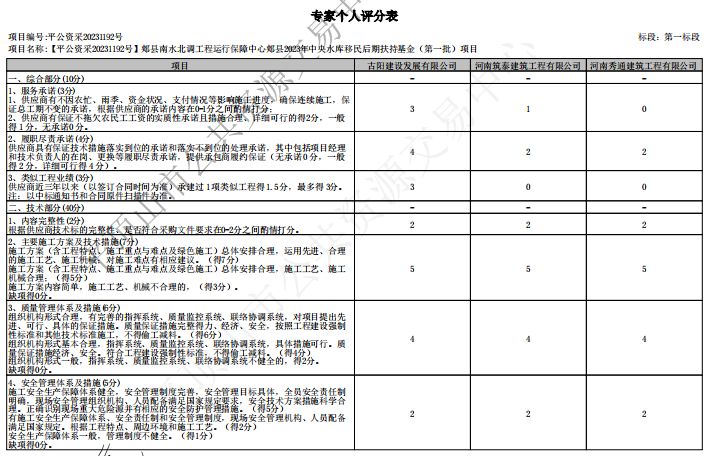 专家个人评分表
项目编号:平公资采20231192号 标段: 第一标段
项目名称:【平公资采20231192号】郏县南水北调工程运行保障中心郏县2023年中央水库移民后期扶持基金（第一批）项目
项目 古阳建设发展有限公司 河南筑泰建筑工程有限公司 河南秀通建筑工程有限公司
一、综合部分(10分) - - -
1、服务承诺(3分)
1、供应商有不因农忙、雨季、资金状况、支付情况等影响施工进度，确保连续施工，保
证总工期不变的承诺，根据供应商的承诺内容在0-1分之间酌情打分；
2、供应商有保证不拖欠农民工工资的实质性承诺且措施合理、详细可行的得2分，一般
得1分，无承诺0分。
3 1 0
2、履职尽责承诺(4分)
供应商具有保证技术措施落实到位的承诺和落实不到位的处理承诺，其中包括项目经理
和技术负责人在岗、更换等履职尽责承诺，提供承包商履约保证（无承诺0分，一般
得2分，详细可行得4分）。
4 2 2
3、类似工程业绩(3分)
供应商近三年以来（以签订合同时间为准）承建过1项类似工程得1.5分，最多得3分。
注：以中标通知书和合同原件扫描件为准。
3 0 0
二、技术部分(40分) - - -
1、内容完整性(2分)
根据供应商技术标的完整性、是否符合采购文件要求在0-2分之间酌情打分。
2 2 2
2、主要施工方案及技术措施(7分)
施工方案（含工程特点、施工重点与难点及绿色施工）总体安排合理，运用先进、合理
的施工工艺、施工机械；对施工难点有相应建议。（得7分）
施工方案（含工程特点、施工重点与难点及绿色施工）总体安排合理，施工工艺、施工
机械合理；（得5分）
施工方案内容简单，施工工艺、机械不合理的，（得3分）。
缺项得0分。
5 5 5
3、质量管理体系及措施(6分)
组织机构形式合理，有完善的指挥系统、质量监控系统、联络协调系统，对项目提出先
进、可行、具体的保证措施。质量保证措施完整得力、经济、安全，按照工程建设强制
性标准和其他技术标准施工，不得偷工减料。（得6分）
组织机构形式基本合理，指挥系统、质量监控系统、联络协调系统，具体措施可行。质
量保证措施经济、安全。符合工程建设强制性标准，不得偷工减料。（得4分）
组织机构形式一般，指挥系统、质量监控系统、联络协调系统不健全的，得2分。
缺项得0分。
4 4 4
4、安全管理体系及措施(5分)
施工安全生产保障体系健全，安全管理制度完善，安全管理目标具体，全员安全责任制
明确，现场安全管理组织机构、人员配备满足国家规定要求，安全技术方案措施科学合
理。正确识别现场重大危险源并有相应的安全防护管理措施。（得5分）
有施工安全生产保障体系、安全责任制和安全管理制度，现场安全管理机构、人员配备
满足国家规定。根据工程特点、周边环境和施工工艺。（得2分）
安全生产保障体系一般，管理制度不健全。（得1分）
缺项得0分。
2 2 2